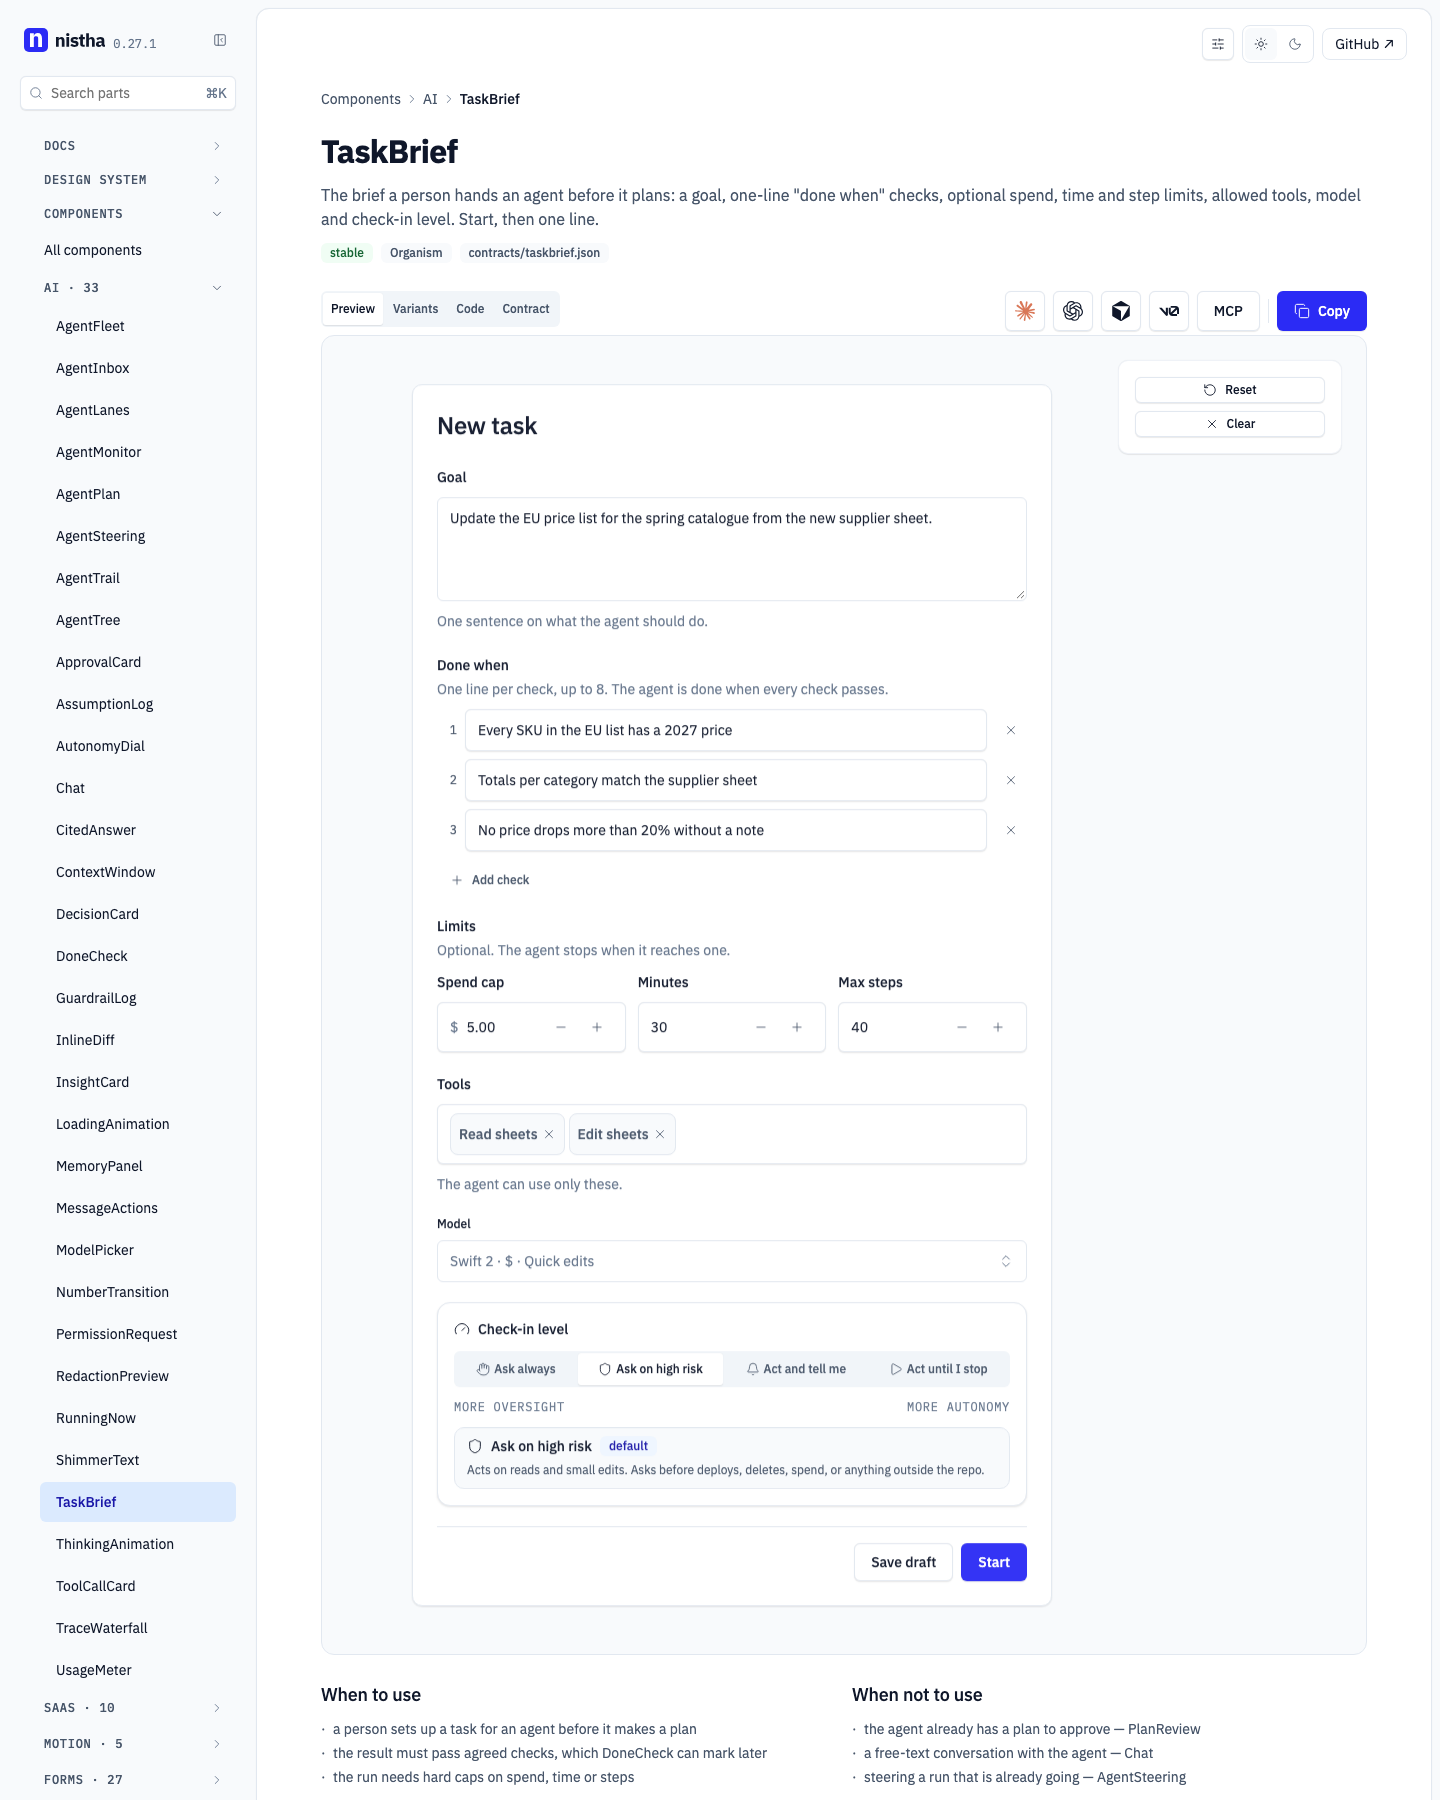 nistha 0.27.1
Search parts ⌘K
DOCS
DESIGN SYSTEM
COMPONENTS
All components
AI · 33
AgentFleet
AgentInbox
AgentLanes
AgentMonitor
AgentPlan
AgentSteering
AgentTrail
AgentTree
ApprovalCard
AssumptionLog
AutonomyDial
Chat
CitedAnswer
ContextWindow
DecisionCard
DoneCheck
GuardrailLog
InlineDiff
InsightCard
LoadingAnimation
MemoryPanel
MessageActions
ModelPicker
NumberTransition
PermissionRequest
RedactionPreview
RunningNow
ShimmerText
TaskBrief
ThinkingAnimation
ToolCallCard
TraceWaterfall
UsageMeter
SAAS · 10
MOTION · 5
FORMS · 27
GitHub
Components AI TaskBrief
TaskBrief
The brief a person hands an agent before it plans: a goal, one-line "done when" checks, optional spend, time and step limits, allowed tools, model
and check-in level. Start, then one line.
stable Organism contracts/taskbrief.json
Preview Variants Code Contract
v0 MCP Copy
Reset
Clear
New task
Goal
Update the EU price list for the spring catalogue from the new supplier sheet.
One sentence on what the agent should do.
Done when
One line per check, up to 8. The agent is done when every check passes.
1 Every SKU in the EU list has a 2027 price
2 Totals per category match the supplier sheet
3 No price drops more than 20% without a note
Add check
Limits
Optional. The agent stops when it reaches one.
Spend cap Minutes Max steps
$ 5.00 − + 30 − + 40 − +
Tools
Read sheets Edit sheets
The agent can use only these.
Model
Swift 2 · $ · Quick edits
Check-in level
Ask always Ask on high risk Act and tell me Act until I stop
MORE OVERSIGHT MORE AUTONOMY
Ask on high risk default
Acts on reads and small edits. Asks before deploys, deletes, spend, or anything outside the repo.
Save draft Start
When to use
· a person sets up a task for an agent before it makes a plan
· the result must pass agreed checks, which DoneCheck can mark later
· the run needs hard caps on spend, time or steps
When not to use
· the agent already has a plan to approve — PlanReview
· a free-text conversation with the agent — Chat
· steering a run that is already going — AgentSteering